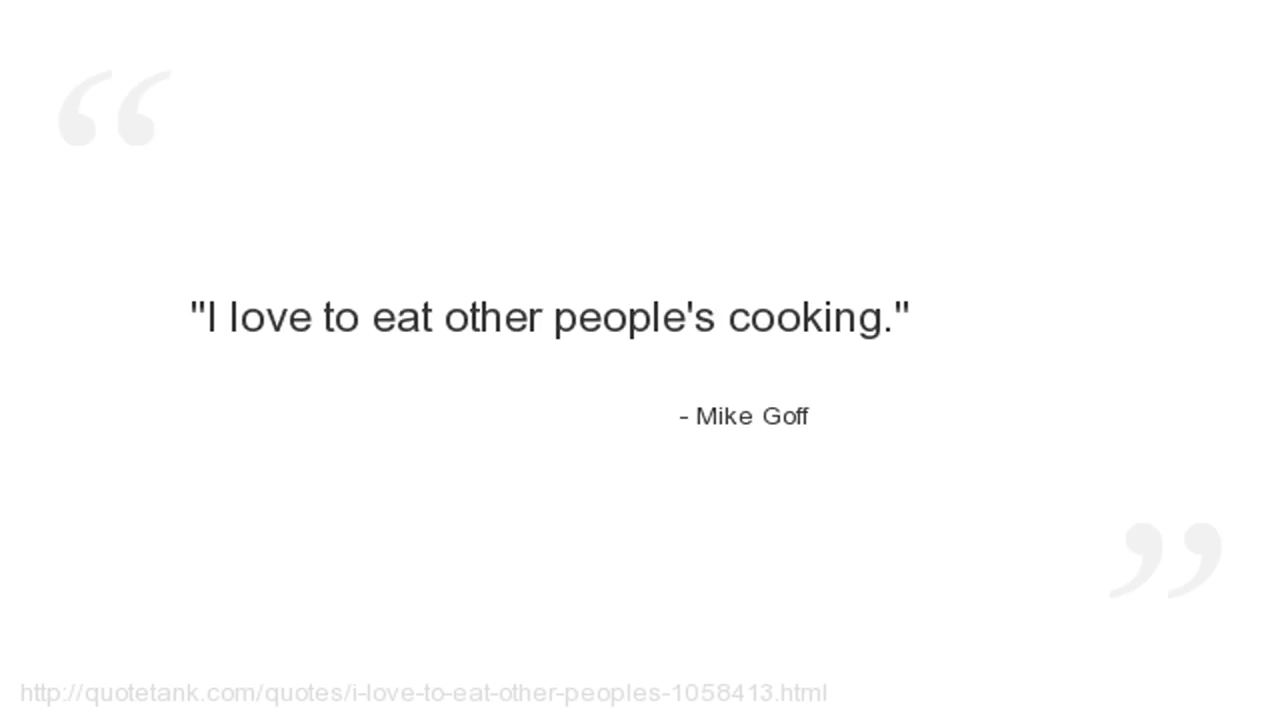 "I love to eat other people's cooking."
- Mike Goff
http://quotetank.com/quotes/i-love-to-eat-other-peoples-1058413.html